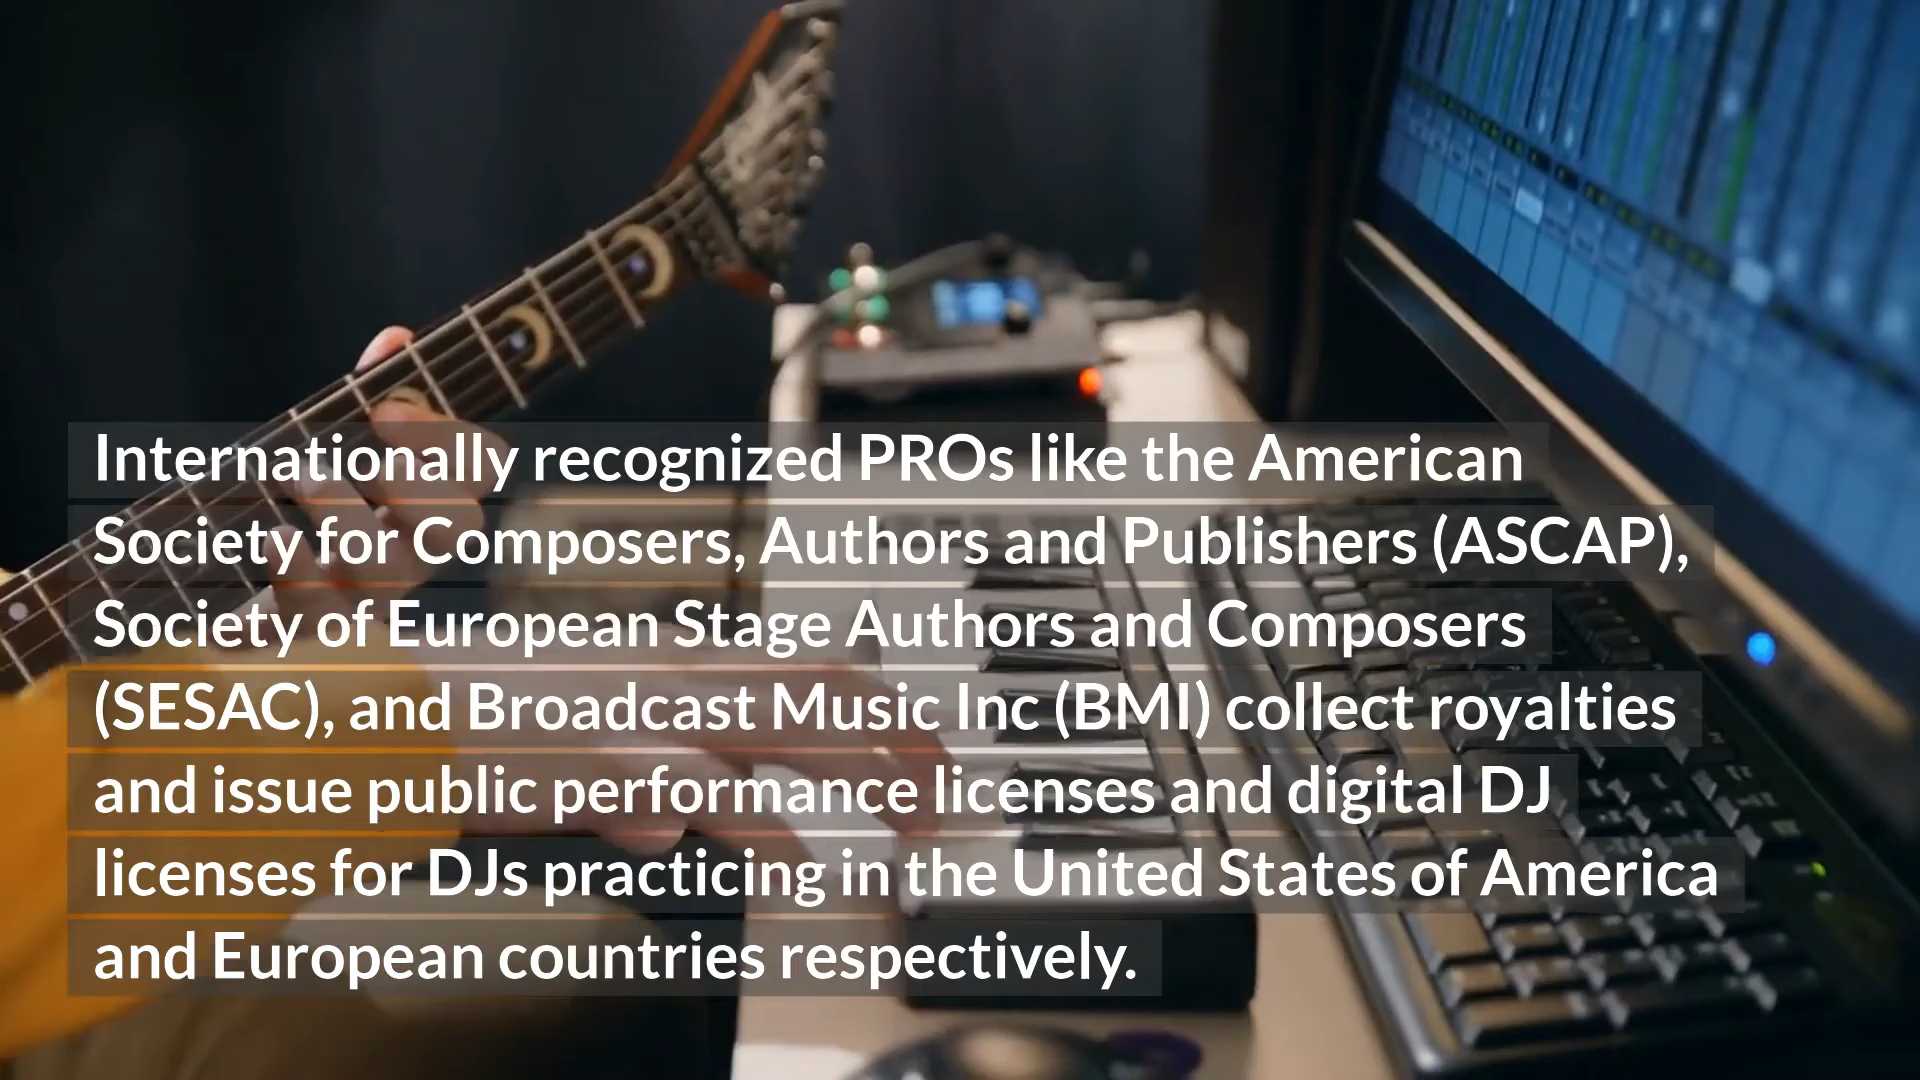 Internationally recognized PROs like the American
Society for Composers, Authors and Publishers (ASCAP),
Society of European Stage Authors and Composers
(SESAC), and Broadcast Music Inc (BMI) collect royalties
and issue public performance licenses and digital DJ
licenses for DJs practicing in the United States of America
and European countries respectively.